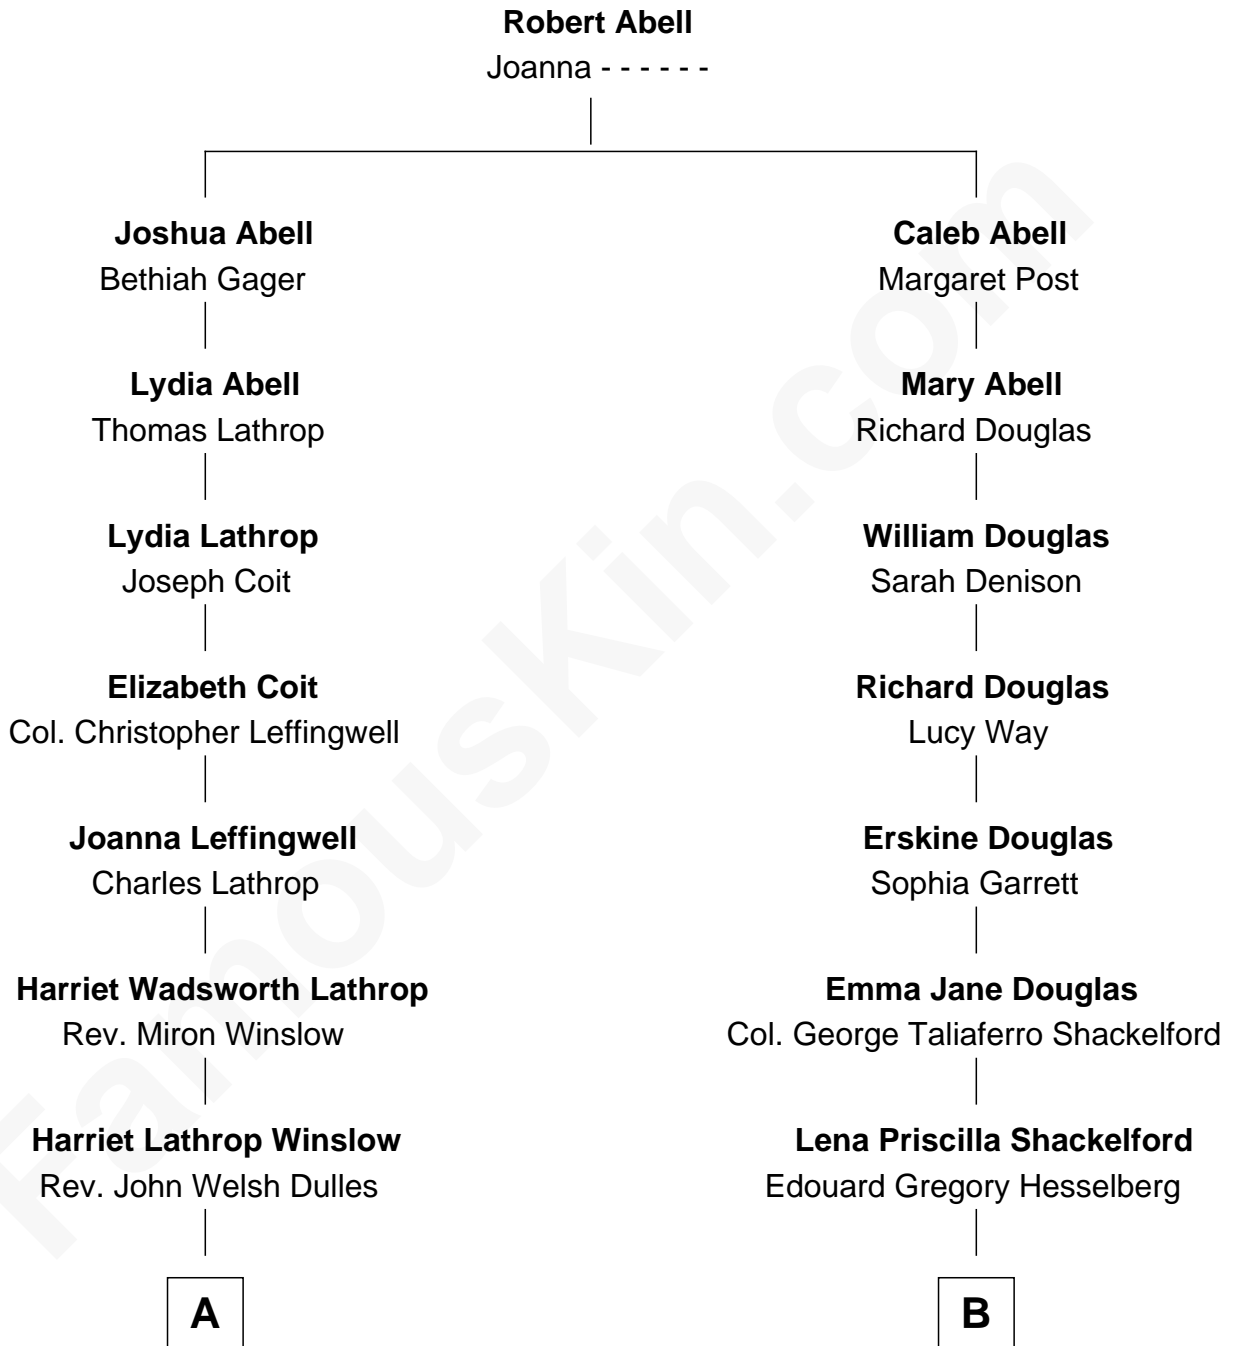 Robert Abell
Joanna - - - - - -
Joshua Abell
Bethiah Gager
Caleb Abell
Margaret Post
Lydia Abell
Thomas Lathrop
Mary Abell
Richard Douglas
Lydia Lathrop
Joseph Coit
William Douglas
Sarah Denison
Elizabeth Coit
Col. Christopher Leffingwell
Richard Douglas
Lucy Way
Joanna Leffingwell
Charles Lathrop
Erskine Douglas
Sophia Garrett
Harriet Wadsworth Lathrop
Rev. Miron Winslow
Emma Jane Douglas
Col. George Taliaferro Shackelford
Harriet Lathrop Winslow
Rev. John Welsh Dulles
Lena Priscilla Shackelford
Edouard Gregory Hesselberg
A
B
FamousKin.com